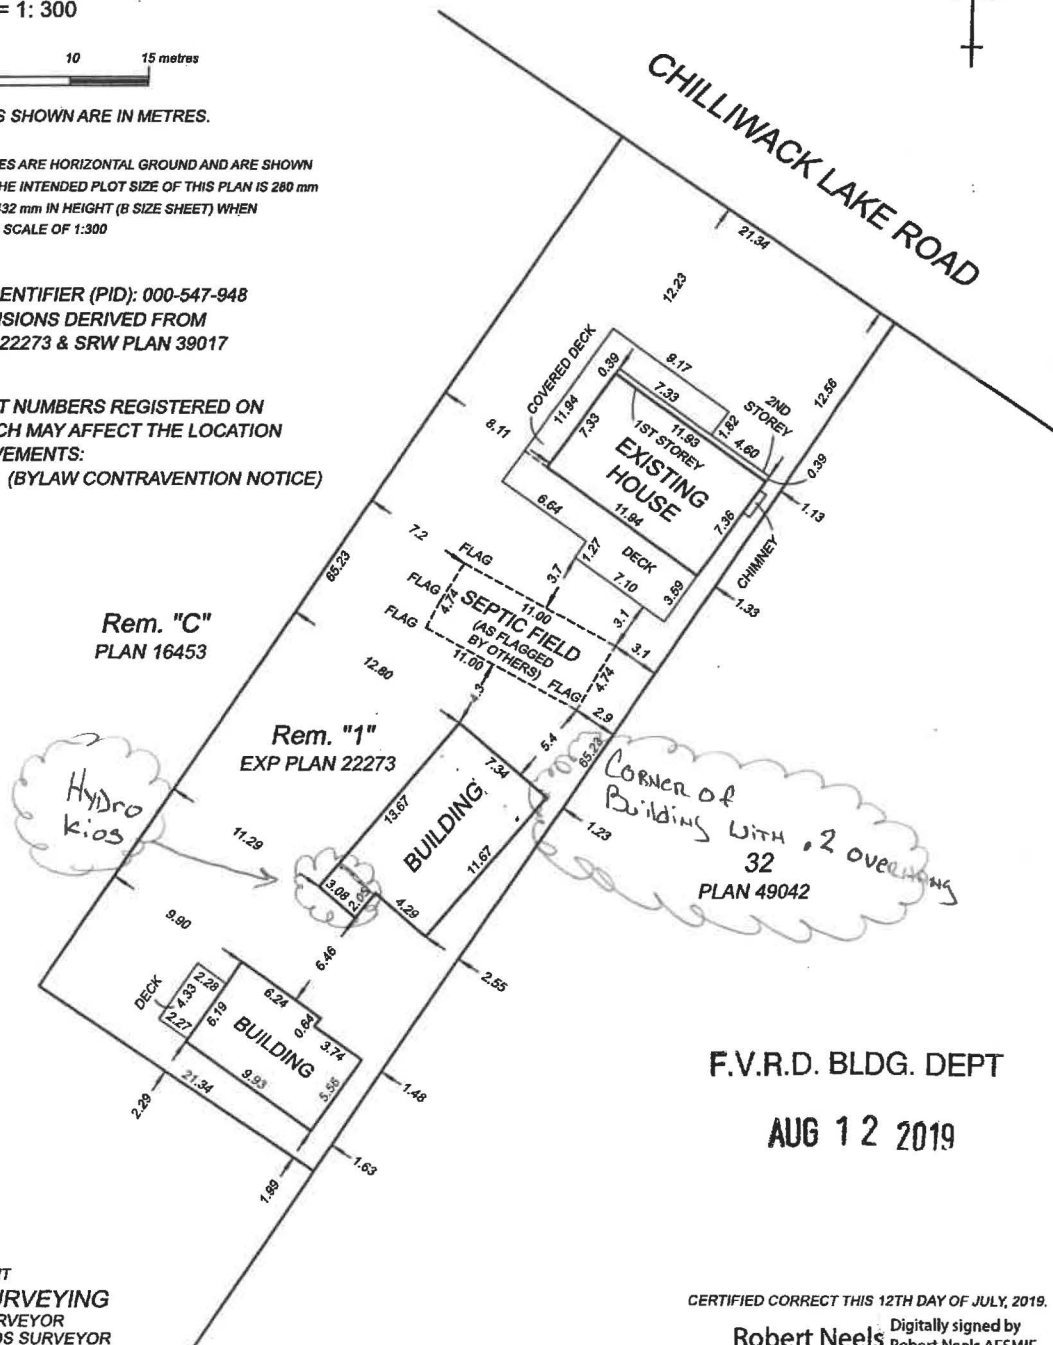 = 1: 300
10 15 metres
S SHOWN ARE IN METRES.
ES ARE HORIZONTAL GROUND AND ARE SHOWN
HE INTENDED PLOT SIZE OF THIS PLAN IS 280 mm
432 mm IN HEIGHT (B SIZE SHEET) WHEN
SCALE OF 1:300
ENTIFIER (PID): 000-547-948
SIONS DERIVED FROM
22273 & SRW PLAN 39017
T NUMBERS REGISTERED ON
CH MAY AFFECT THE LOCATION
VEMENTS:
(BYLAW CONTRAVENTION NOTICE)
CHILLIWACK LAKE ROAD
21.34
12.23
12.56
COVERED DECK
0.39
9.17
7.33
11.94
7.33
1ST STOREY
11.93
1.82
4.60
2ND
STOREY
0.39
EXISTING
HOUSE
11.94
7.36
CHIMNEY
1.13
1.33
8.11
6.64
1.27
DECK
7.10
3.59
7.2
FLAG
3.7
3.1
3.1
FLAG
4.74
11.00
SEPTIC FIELD
(AS FLAGGED
BY OTHERS)
FLAG
11.00
FLAG
4.74
2.9
65.23
65.23
Rem. "C"
PLAN 16453
12.80
4.3
5.4
Rem. "1"
EXP PLAN 22273
7.34
13.67
BUILDING
11.67
1.23
Hydro
Kios
Corner of
Building with .2 overhang
32
PLAN 49042
11.29
3.08
2.05
4.29
2.55
9.90
6.46
DECK
2.28
4.33
2.27
6.19
6.24
0.64
3.74
BUILDING
9.93
5.56
21.34
2.29
1.48
1.63
1.99
F.V.R.D. BLDG. DEPT
AUG 12 2019
IT
RVEYING
RVEYOR
DS SURVEYOR
CERTIFIED CORRECT THIS 12TH DAY OF JULY, 2019.
Robert Neels
Digitally signed by
Robert Neels AFSMJE